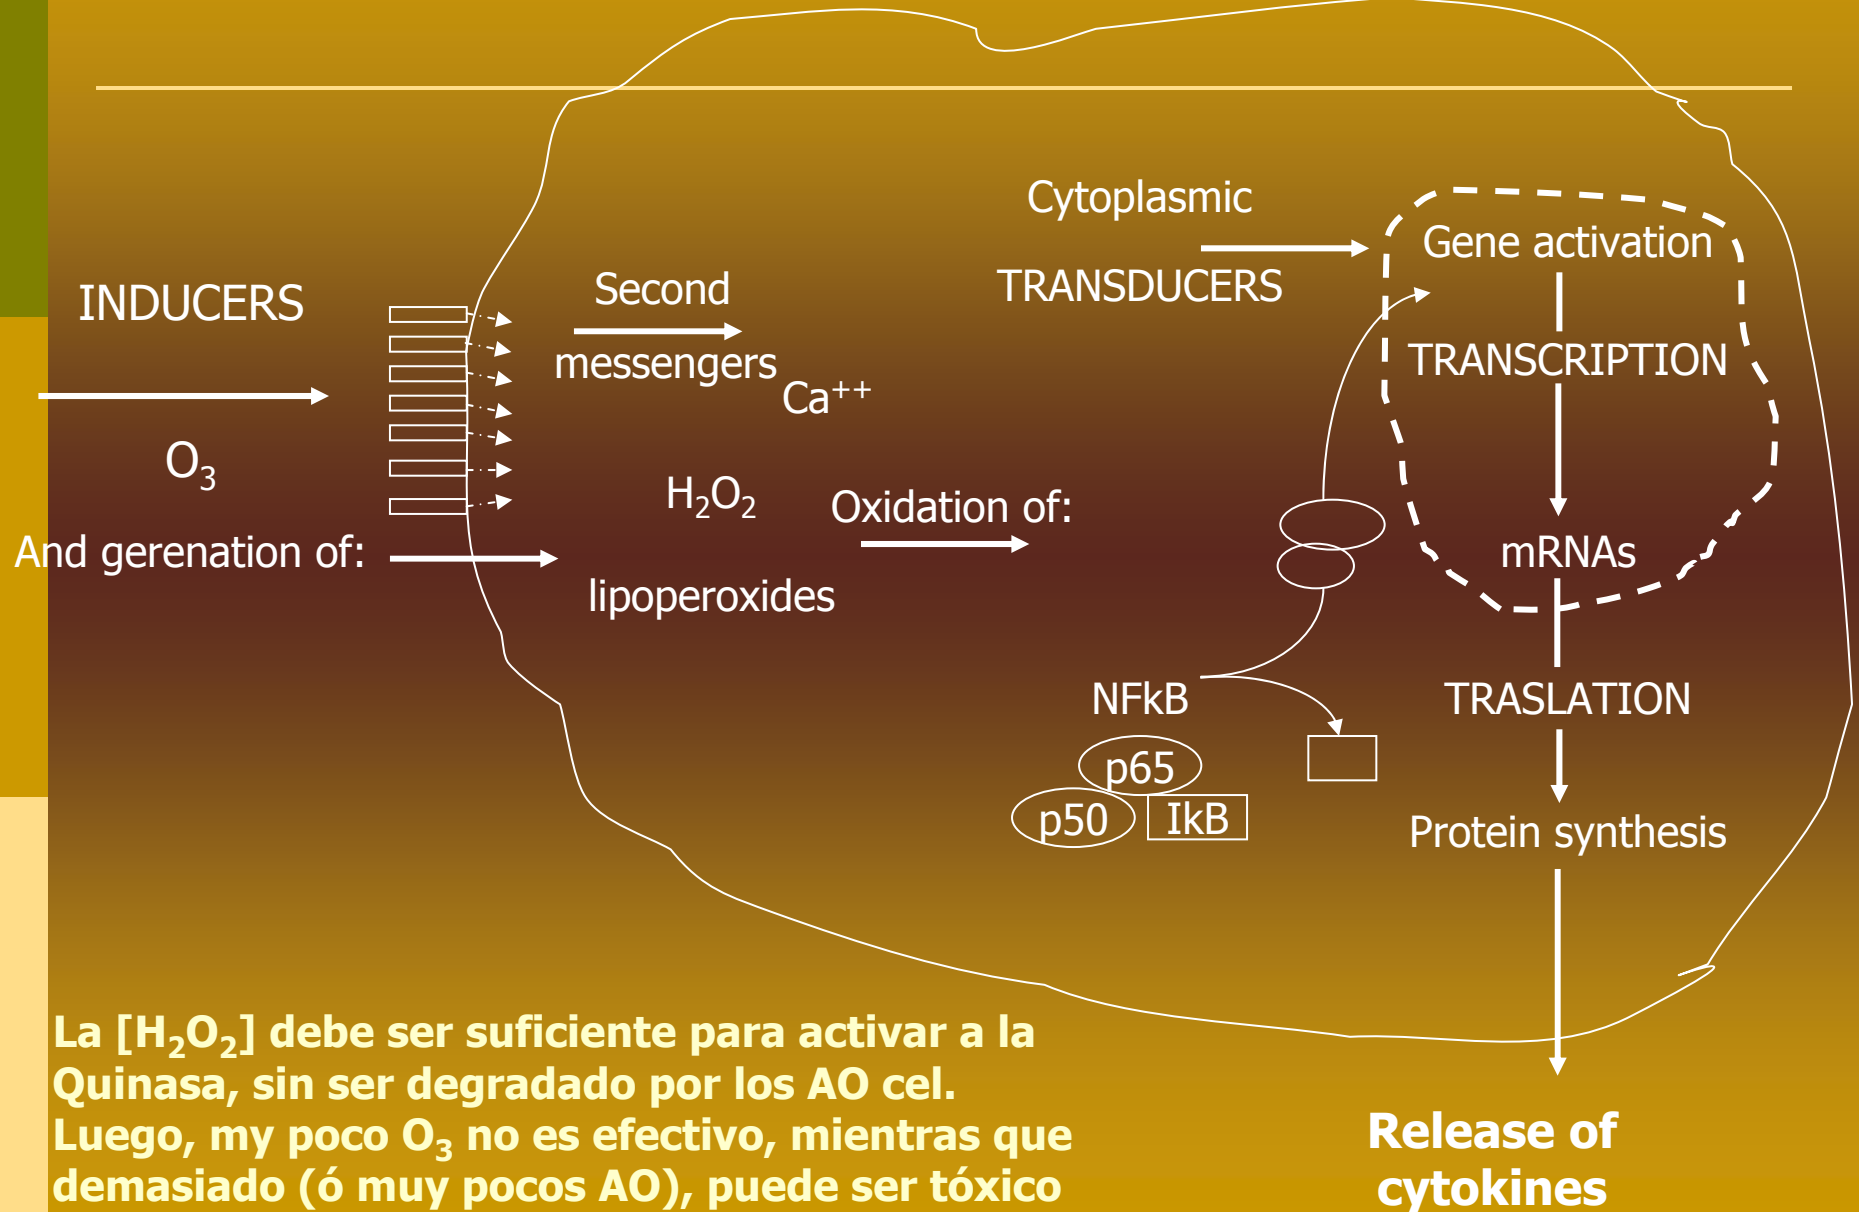 INDUCERS
O₃
And gerenation of:
Second
messengers
Ca⁺⁺
H₂O₂
lipoperoxides
Oxidation of:
Cytoplasmic
TRANSDUCERS
NFkB
p65
p50
IkB
Gene activation
TRANSCRIPTION
mRNAs
TRASLATION
Protein synthesis
Release of
cytokines
La [H₂O₂] debe ser suficiente para activar a la
Quinasa, sin ser degradado por los AO cel.
Luego, my poco O₃ no es efectivo, mientras que
demasiado (ó muy pocos AO), puede ser tóxico